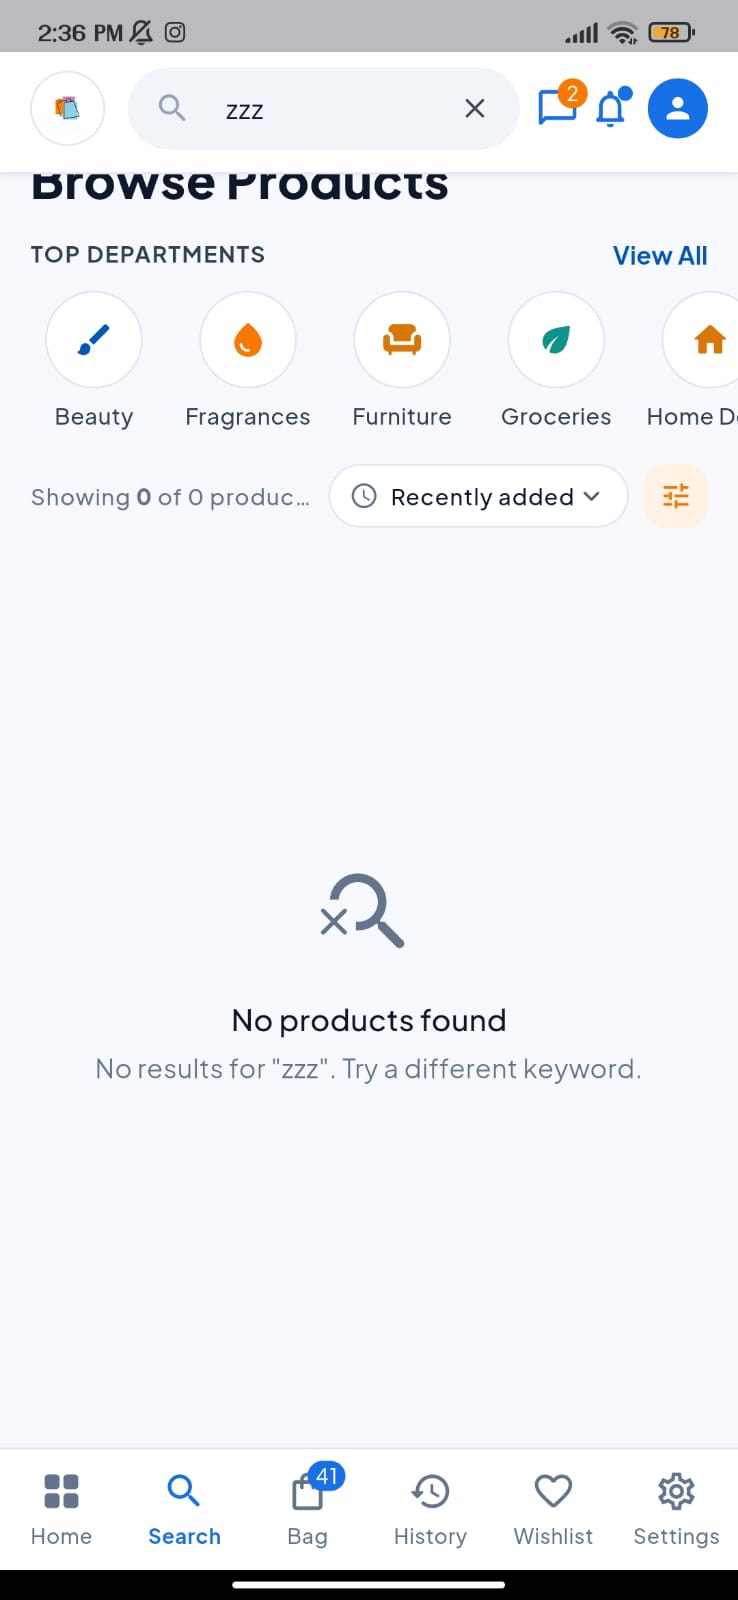 2:36 PM
78
zzz
2
Browse Products
TOP DEPARTMENTS
View All
Beauty
Fragrances
Furniture
Groceries
Home D
Showing 0 of 0 produc...
Recently added
No products found
No results for "zzz". Try a different keyword.
41
Home
Search
Bag
History
Wishlist
Settings